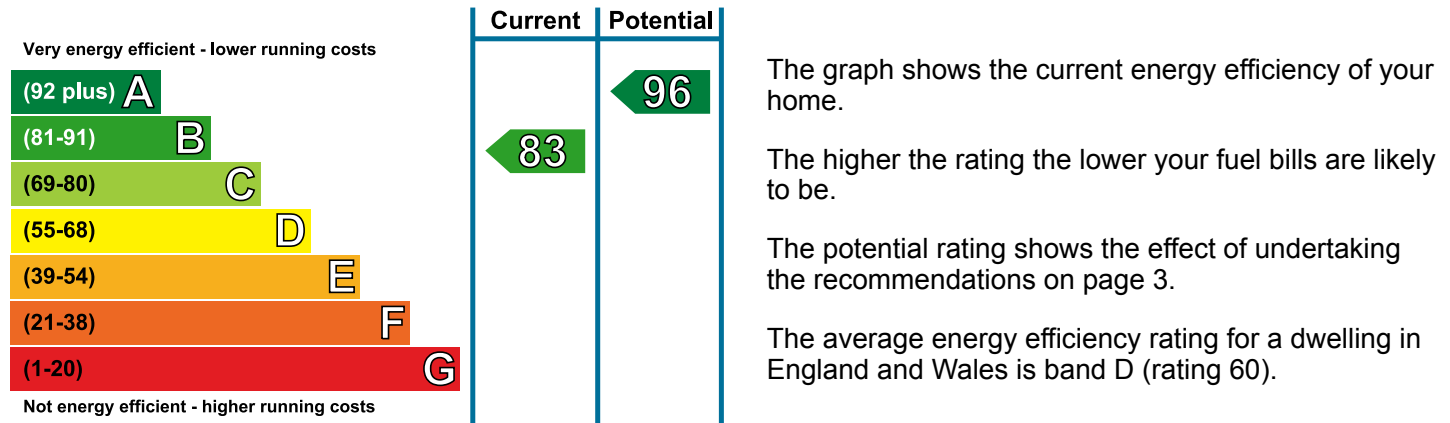 Current Potential
Very energy efficient - lower running costs
(92 plus) A
96
(81-91) B
83
(69-80) C
(55-68) D
(39-54) E
(21-38) F
(1-20) G
Not energy efficient - higher running costs
The graph shows the current energy efficiency of your
home.
The higher the rating the lower your fuel bills are likely
to be.
The potential rating shows the effect of undertaking
the recommendations on page 3.
The average energy efficiency rating for a dwelling in
England and Wales is band D (rating 60).